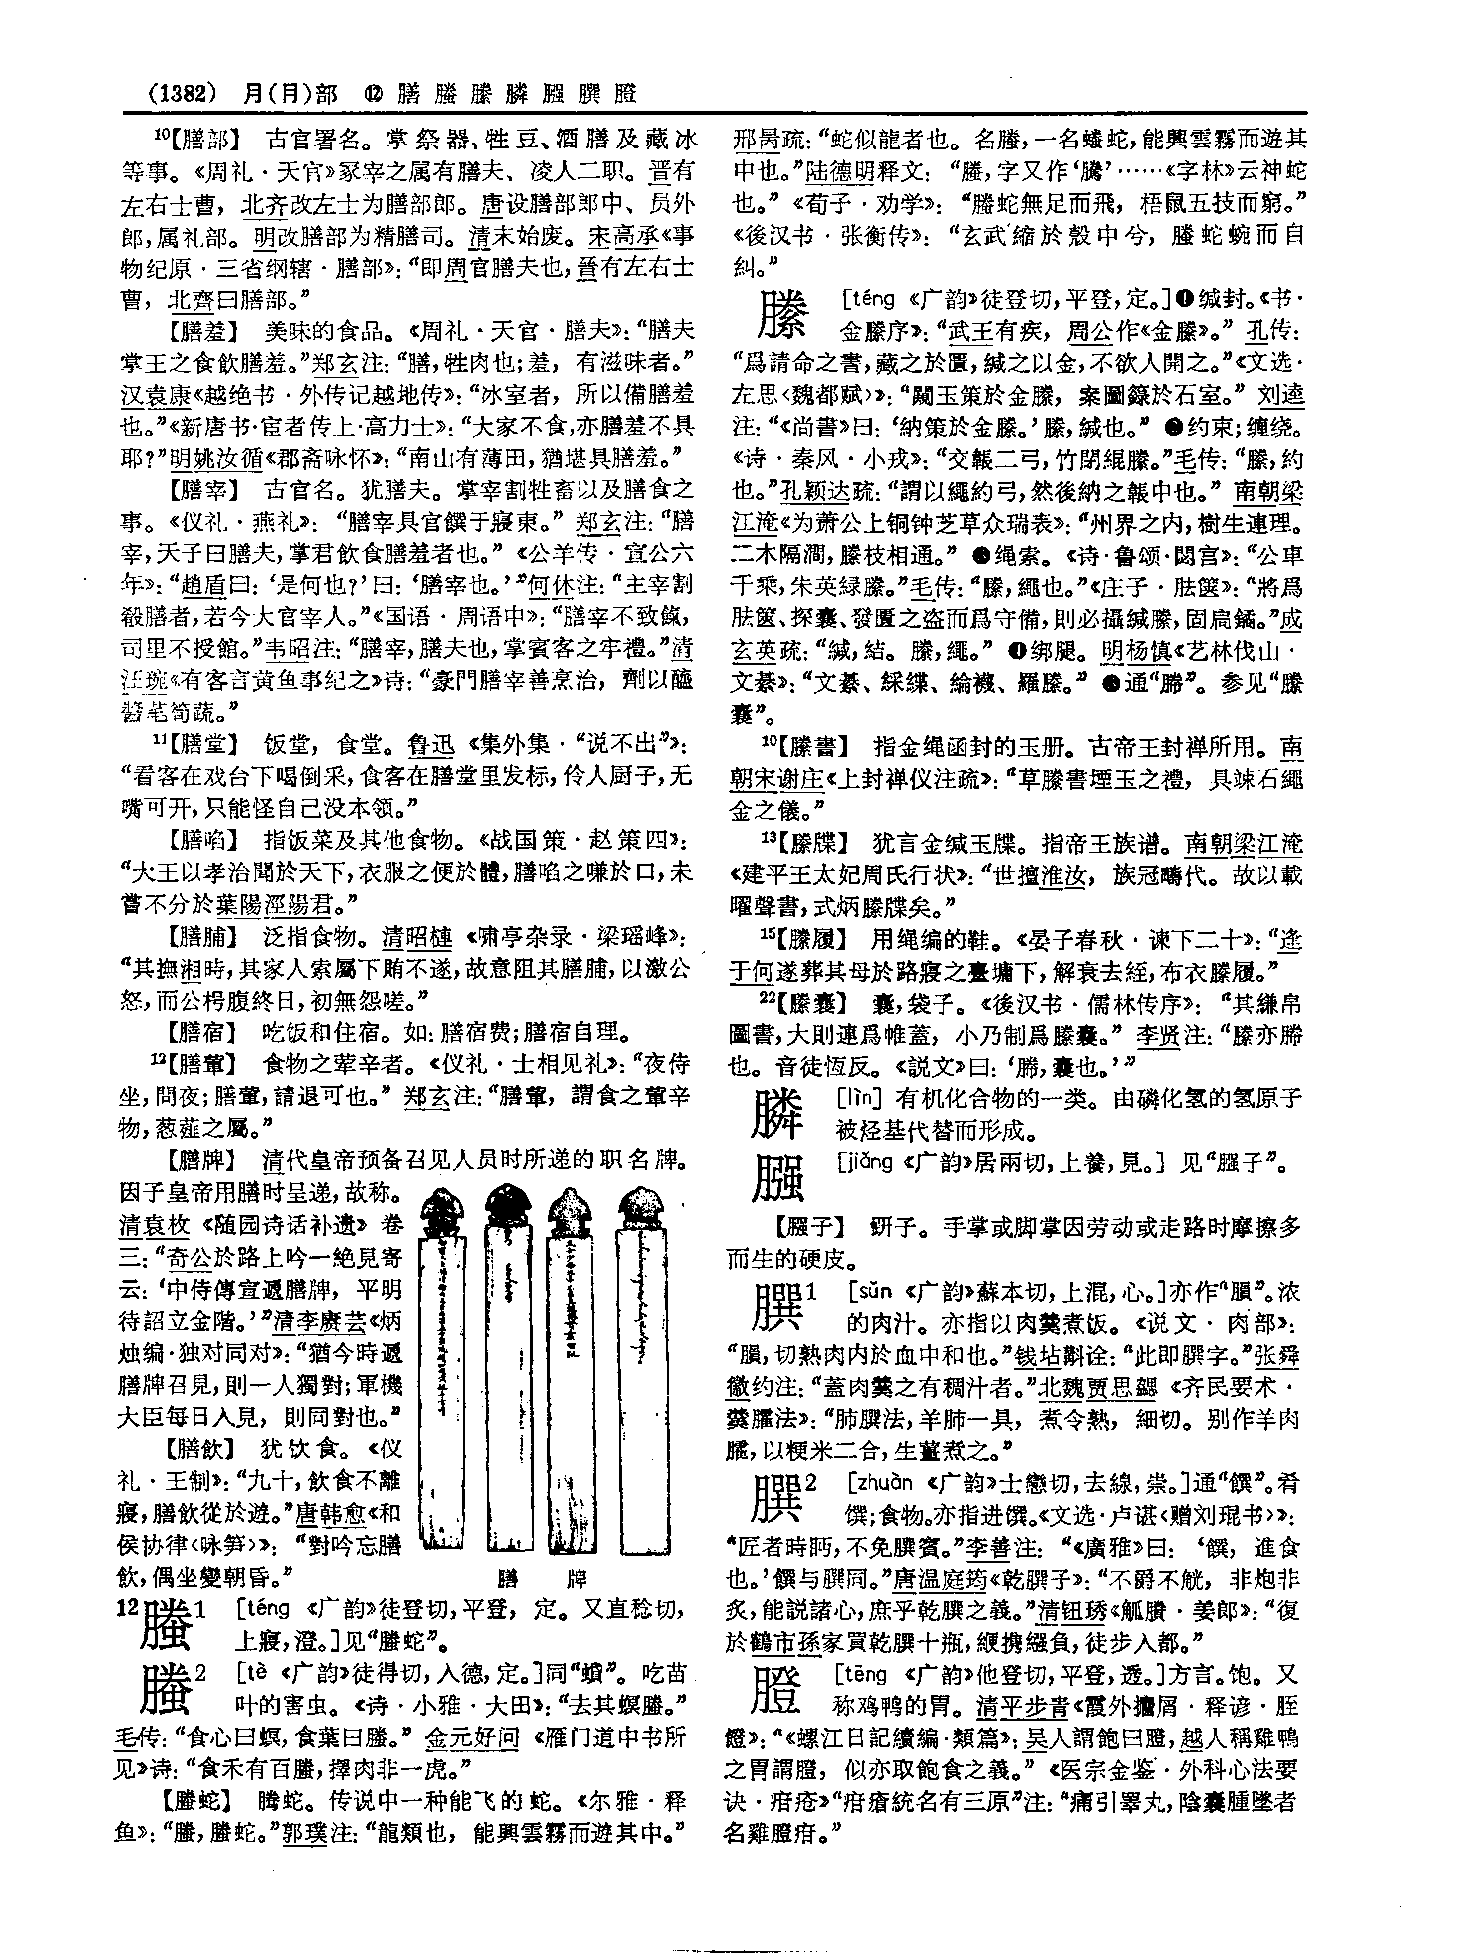 (1382) 月(月)部 ⑫膳螣縢膦膙膞膯
¹⁰【膳部】 古官署名。掌祭器、牲豆、酒膳及藏冰
等事。《周礼·天官》冢宰之属有膳夫、凌人二职。晋有
左右士曹，北齐改左士为膳部郎。唐设膳部郎中、员外
郎，属礼部。明改膳部为精膳司。清末始废。宋高承《事
物纪原·三省纲辖·膳部》：“即周官膳夫也，晉有左右士
曹，北齊曰膳部。”
【膳羞】 美味的食品。《周礼·天官·膳夫》：“膳夫
掌王之食飲膳羞。”郑玄注：“膳，牲肉也；羞，有滋味者。”
汉袁康《越绝书·外传记越地传》：“冰室者，所以備膳羞
也。”《新唐书·宦者传上·高力士》：“大家不食，亦膳羞不具
耶？”明姚汝循《郡斋咏怀》：“南山有薄田，猶堪具膳羞。”
【膳宰】 古官名。犹膳夫。掌宰割牲畜以及膳食之
事。《仪礼·燕礼》：“膳宰具官饌于寢東。”郑玄注：“膳
宰，天子曰膳夫，掌君飲食膳羞者也。”《公羊传·宣公六
年》：“趙盾曰：‘是何也？’曰：‘膳宰也。’”何休注：“主宰割
殺膳者，若今大官宰人。”《国语·周语中》：“膳宰不致餼，
司里不授館。”韦昭注：“膳宰，膳夫也，掌賓客之牢禮。”清
汪琬《有客言黄鱼事纪之》诗：“豪門膳宰善烹治，劑以醯
醬芼筍蔬。”
¹¹【膳堂】 饭堂，食堂。鲁迅《集外集·“说不出”》：
“看客在戏台下喝倒采，食客在膳堂里发标，伶人厨子，无
嘴可开，只能怪自己没本领。”
【膳啗】 指饭菜及其他食物。《战国策·赵策四》：
“大王以孝治聞於天下，衣服之便於體，膳啗之嗛於口，未
嘗不分於葉陽涇陽君。”
【膳脯】 泛指食物。清昭槤《啸亭杂录·梁瑶峰》：
“其撫湘時，其家人索屬下賄不遂，故意阻其膳脯，以激公
怒，而公枵腹終日，初無怨嗟。”
【膳宿】 吃饭和住宿。如：膳宿费；膳宿自理。
¹²【膳葷】 食物之荤辛者。《仪礼·士相见礼》：“夜侍
坐，問夜；膳葷，請退可也。”郑玄注：“膳葷，謂食之葷辛
物，葱薤之屬。”
【膳牌】 清代皇帝预备召见人员时所递的职名牌。
因于皇帝用膳时呈递，故称。
清袁枚《随园诗话补遗》卷
三：“奇公於路上吟一絶見寄
云：‘中侍傳宣遞膳牌，平明
待詔立金階。’”清李赓芸《炳
烛编·独对同对》：“猶今時遞
膳牌召見，則一人獨對；軍機
大臣每日入見，則同對也。”
【膳飲】 犹饮食。《仪
礼·王制》：“九十，飲食不離
寢，膳飲從於遊。”唐韩愈《和
侯协律〈咏笋〉》：“對吟忘膳
飲，偶坐變朝昏。”
膳 牌
12螣1 [téng 《广韵》徒登切，平登，定。又直稔切，
上寑，澄。]见“螣蛇”。
螣2 [tè 《广韵》徒得切，入德，定。]同“蟘”。吃苗
叶的害虫。《诗·小雅·大田》：“去其螟螣。”
毛传：“食心曰螟，食葉曰螣。”金元好问《雁门道中书所
见》诗：“食禾有百螣，擇肉非一虎。”
【螣蛇】 腾蛇。传说中一种能飞的蛇。《尔雅·释
鱼》：“螣，螣蛇。”郭璞注：“龍類也，能興雲霧而遊其中。”
邢昺疏：“蛇似龍者也。名螣，一名蟠蛇，能興雲霧而遊其
中也。”陆德明释文：“螣，字又作‘騰’……《字林》云神蛇
也。”《荀子·劝学》：“螣蛇無足而飛，梧鼠五技而窮。”
《後汉书·张衡传》：“玄武縮於殼中兮，螣蛇蜿而自
糾。”
縢 [téng 《广韵》徒登切，平登，定。]❶缄封。《书·
金縢序》：“武王有疾，周公作《金縢》。”孔传：
“爲請命之書，藏之於匱，緘之以金，不欲人開之。”《文选·
左思〈魏都赋〉》：“闚玉策於金縢，案圖籙於石室。”刘逵
注：“《尚書》曰：‘納策於金縢。’縢，緘也。”❷约束；缠绕。
《诗·秦风·小戎》：“交韔二弓，竹閉緄縢。”毛传：“縢，約
也。”孔颖达疏：“謂以繩約弓，然後納之韔中也。”南朝梁
江淹《为萧公上铜钟芝草众瑞表》：“州界之内，樹生連理。
二木隔澗，縢枝相通。”❸绳索。《诗·鲁颂·閟宫》：“公車
千乘，朱英緑縢。”毛传：“縢，繩也。”《庄子·胠箧》：“將爲
胠篋、探囊、發匱之盗而爲守備，則必攝緘縢，固扃鐍。”成
玄英疏：“緘，結。縢，繩。”❹绑腿。明杨慎《艺林伐山·
文綦》：“文綦、綵緤、綸襪、羅縢。”❺通“幐”。参见“縢
囊”。
¹⁰【縢書】 指金绳函封的玉册。古帝王封禅所用。南
朝宋谢庄《上封禅仪注疏》：“草縢書堙玉之禮，具竦石繩
金之儀。”
¹³【縢牒】 犹言金缄玉牒。指帝王族谱。南朝梁江淹
《建平王太妃周氏行状》：“世擅淮汝，族冠疇代。故以載
曜聲書，式炳縢牒矣。”
¹⁵【縢履】 用绳编的鞋。《晏子春秋·谏下二十》：“逄
于何遂葬其母於路寢之臺墉下，解衰去絰，布衣縢履。”
²²【縢囊】 囊，袋子。《後汉书·儒林传序》：“其縑帛
圖書，大則連爲帷蓋，小乃制爲縢囊。”李贤注：“縢亦幐
也。音徒恆反。《説文》曰：‘幐，囊也。’”
膦 [lìn] 有机化合物的一类。由磷化氢的氢原子
被烃基代替而形成。
膙 [jiǎng 《广韵》居兩切，上養，見。] 见“膙子”。
【膙子】 趼子。手掌或脚掌因劳动或走路时摩擦多
而生的硬皮。
𦠆1 [sǔn 《广韵》蘇本切，上混，心。]亦作“䐣”。浓
的肉汁。亦指以肉羹煮饭。《说文·肉部》：
“䐣，切熟肉内於血中和也。”钱坫斠诠：“此即𦠆字。”张舜
徽约注：“蓋肉羹之有稠汁者。”北魏贾思勰《齐民要术·
羹臛法》：“肺𦠆法，羊肺一具，煮令熟，細切。别作羊肉
臛，以粳米二合，生薑煮之。”
𦠆2 [zhuàn 《广韵》士戀切，去線，崇。]通“饌”。肴
馔；食物。亦指进馔。《文选·卢谌〈赠刘琨书〉》：
“匠者時眄，不免𦠆賓。”李善注：“《廣雅》曰：‘饌，進食
也。’饌与𦠆同。”唐温庭筠《乾𦠆子》：“不爵不觥，非炮非
炙，能説諸心，庶乎乾𦠆之義。”清钮琇《觚賸·姜郎》：“復
於鶴市孫家買乾𦠆十瓶，綆携繈負，徒步入都。”
膯 [tēng 《广韵》他登切，平登，透。]方言。饱。又
称鸡鸭的胃。清平步青《霞外攟屑·释谚·胵
膯》：“《螺江日記續編·類篇》：吴人謂飽曰膯，越人稱雞鴨
之胃謂膯，似亦取飽食之義。”《医宗金鉴·外科心法要
诀·疳疮》“疳瘡統名有三原”注：“痛引睾丸，陰囊腫墜者
名雞膯疳。”